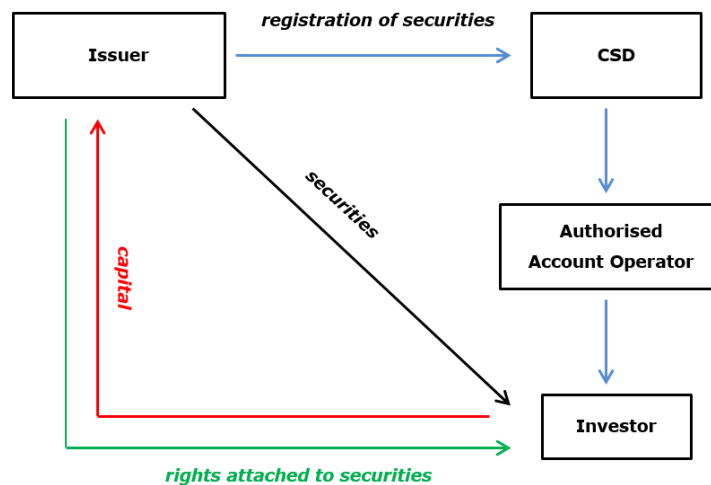 registration of securities
Issuer
CSD
securities
Authorised
Account Operator
capital
Investor
rights attached to securities